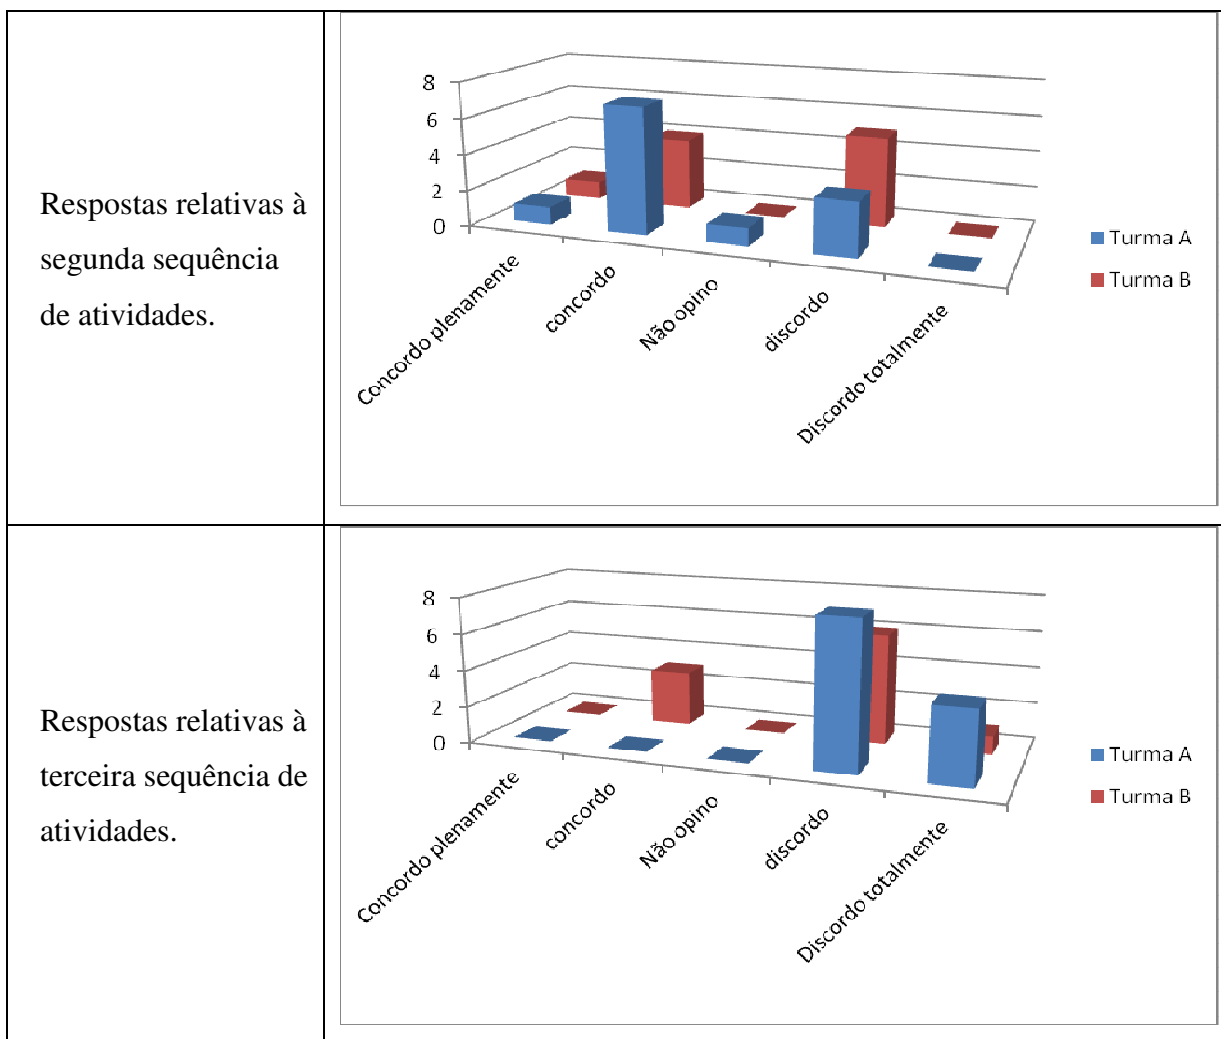 Respostas relativas à
segunda sequência
de atividades.
8
6
4
2
0
Concordo plenamente
concordo
Não opino
discordo
Discordo totalmente
Turma A
Turma B
Respostas relativas à
terceira sequência de
atividades.
8
6
4
2
0
Concordo plenamente
concordo
Não opino
discordo
Discordo totalmente
Turma A
Turma B